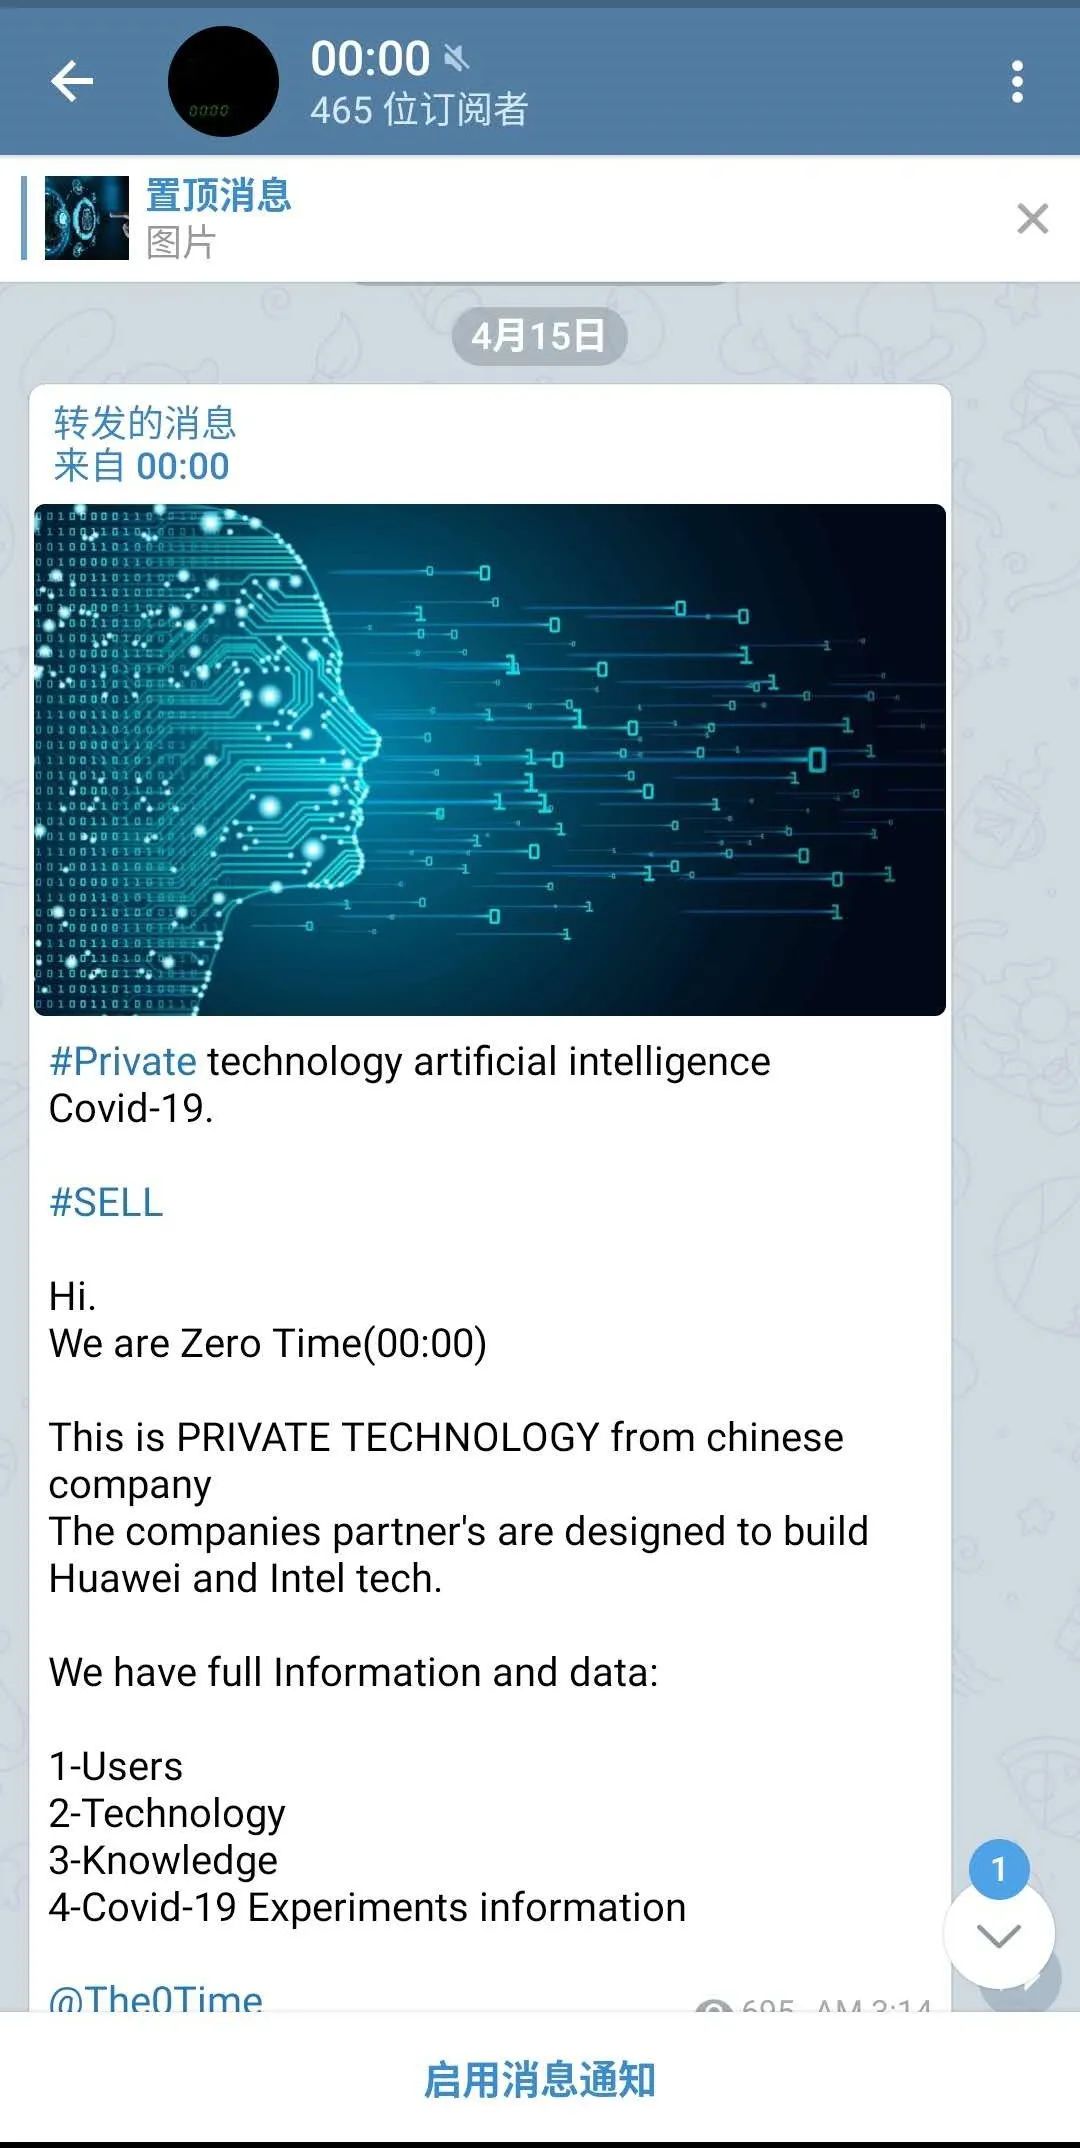 00:00
465 位订阅者
0000
置顶消息
图片
4月15日
转发的消息
来自 00:00
#Private technology artificial intelligence
Covid-19.
#SELL
Hi.
We are Zero Time(00:00)
This is PRIVATE TECHNOLOGY from chinese
company
The companies partner's are designed to build
Huawei and Intel tech.
We have full Information and data:
1-Users
2-Technology
3-Knowledge
4-Covid-19 Experiments information
1
@The0Time
695 AM 3:14
启用消息通知